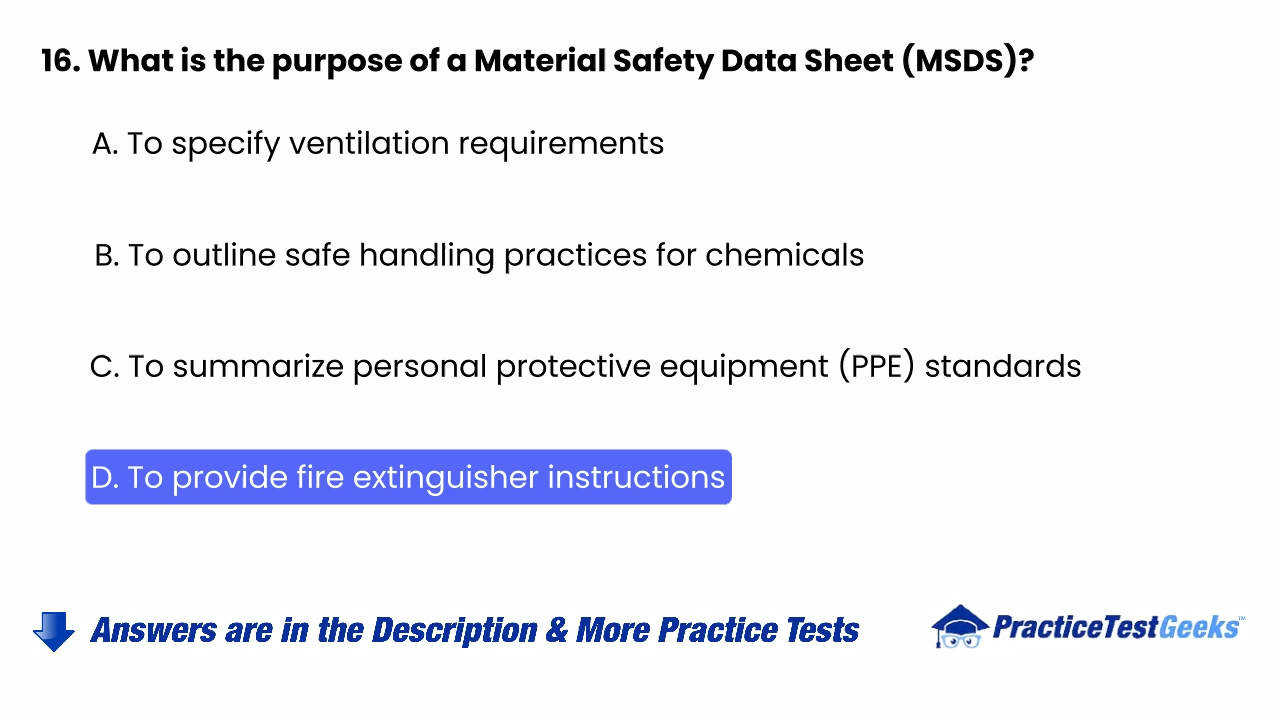 16. What is the purpose of a Material Safety Data Sheet (MSDS)?
A. To specify ventilation requirements
B. To outline safe handling practices for chemicals
C. To summarize personal protective equipment (PPE) standards
D. To provide fire extinguisher instructions
Answers are in the Description & More Practice Tests
PracticeTestGeeks™